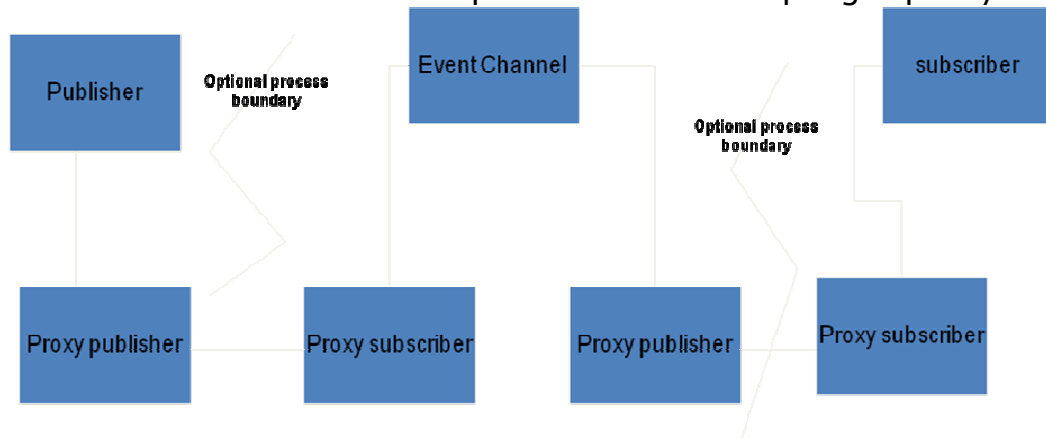 Publisher
Optional process
boundary
Event Channel
Optional process
boundary
subscriber
Proxy publisher
Proxy subscriber
Proxy publisher
Proxy subscriber